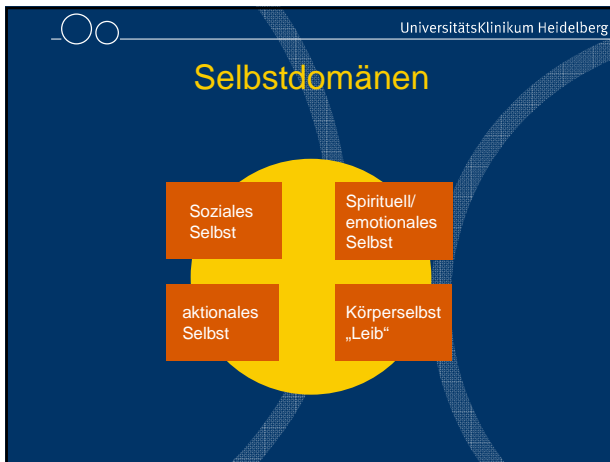 UniversitätsKlinikum Heidelberg
Selbstdomänen
Soziales
Selbst
Spirituell/
emotionales
Selbst
aktionales
Selbst
Körperselbst
„Leib“